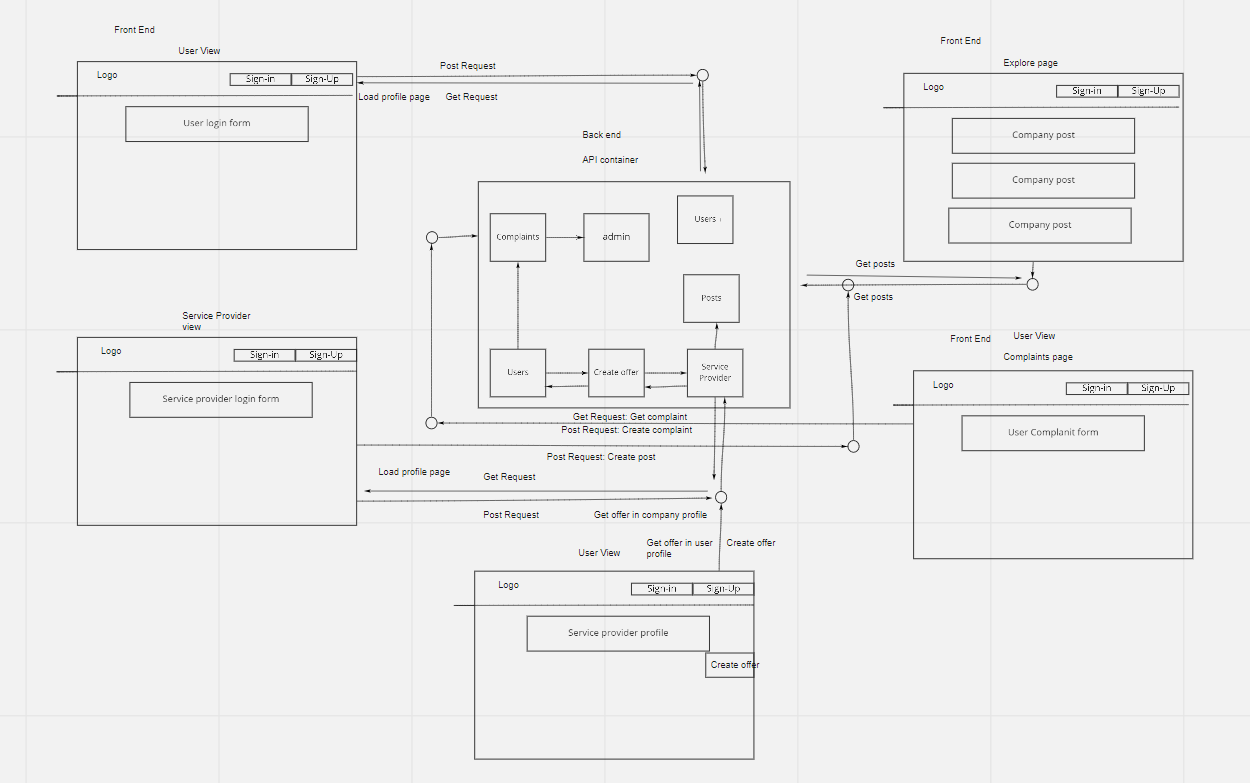 Front End
User View
Logo
Sign-in
Sign-Up
User login form
Post Request
Load profile page
Get Request
Back end
API container
Complaints
admin
Users
Posts
Users
Create offer
Service
Provider
Front End
Explore page
Logo
Sign-in
Sign-Up
Company post
Company post
Company post
Get posts
Get posts
Service Provider
view
Logo
Sign-in
Sign-Up
Service provider login form
Front End
User View
Complaints page
Logo
Sign-in
Sign-Up
User Complanit form
Get Request: Get complaint
Post Request: Create complaint
Post Request: Create post
Load profile page
Get Request
Post Request
Get offer in company profile
Get offer in user
profile
Create offer
User View
Logo
Sign-in
Sign-Up
Service provider profile
Create offer